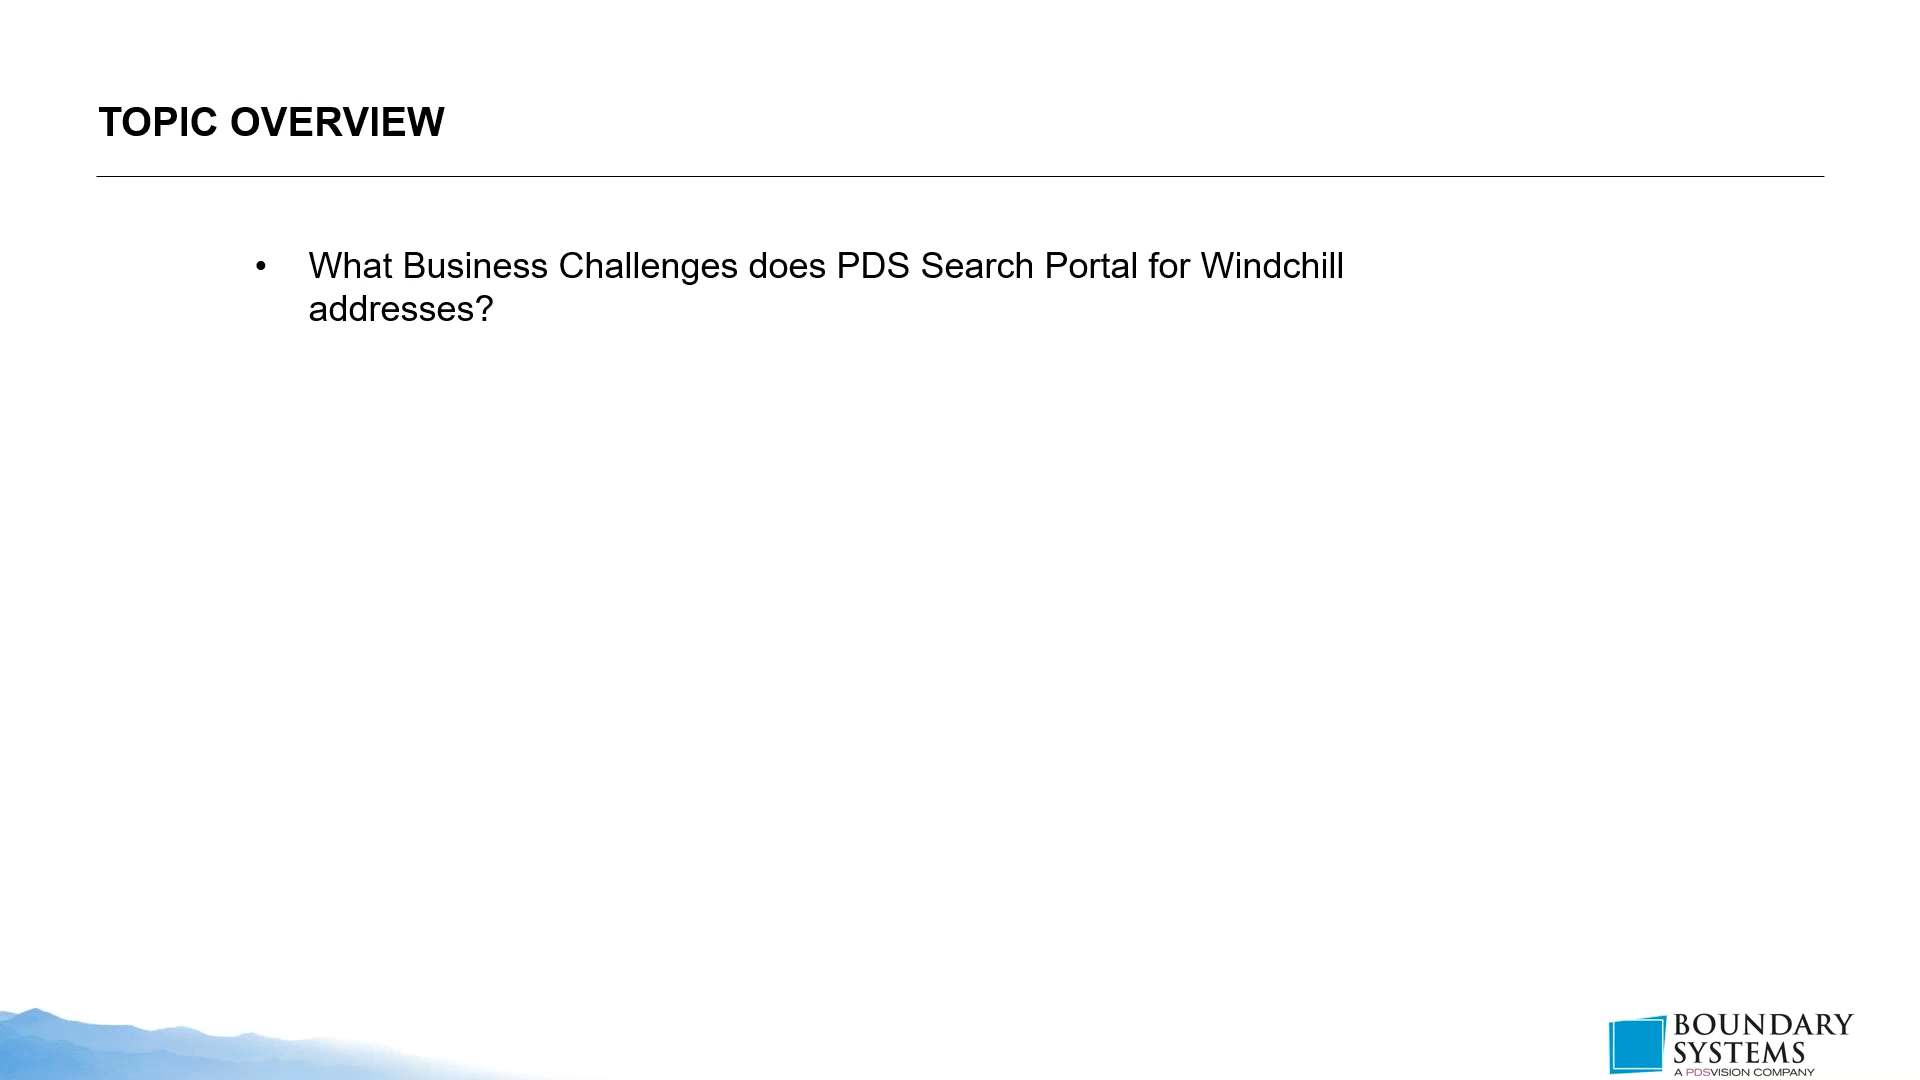 TOPIC OVERVIEW
• What Business Challenges does PDS Search Portal for Windchill
addresses?
BOUNDARY
SYSTEMS
A PDSVISION COMPANY